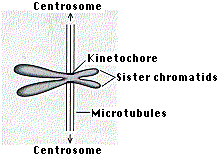 Centrosome
Kinetochore
Sister chromatids
Microtubules
Centrosome